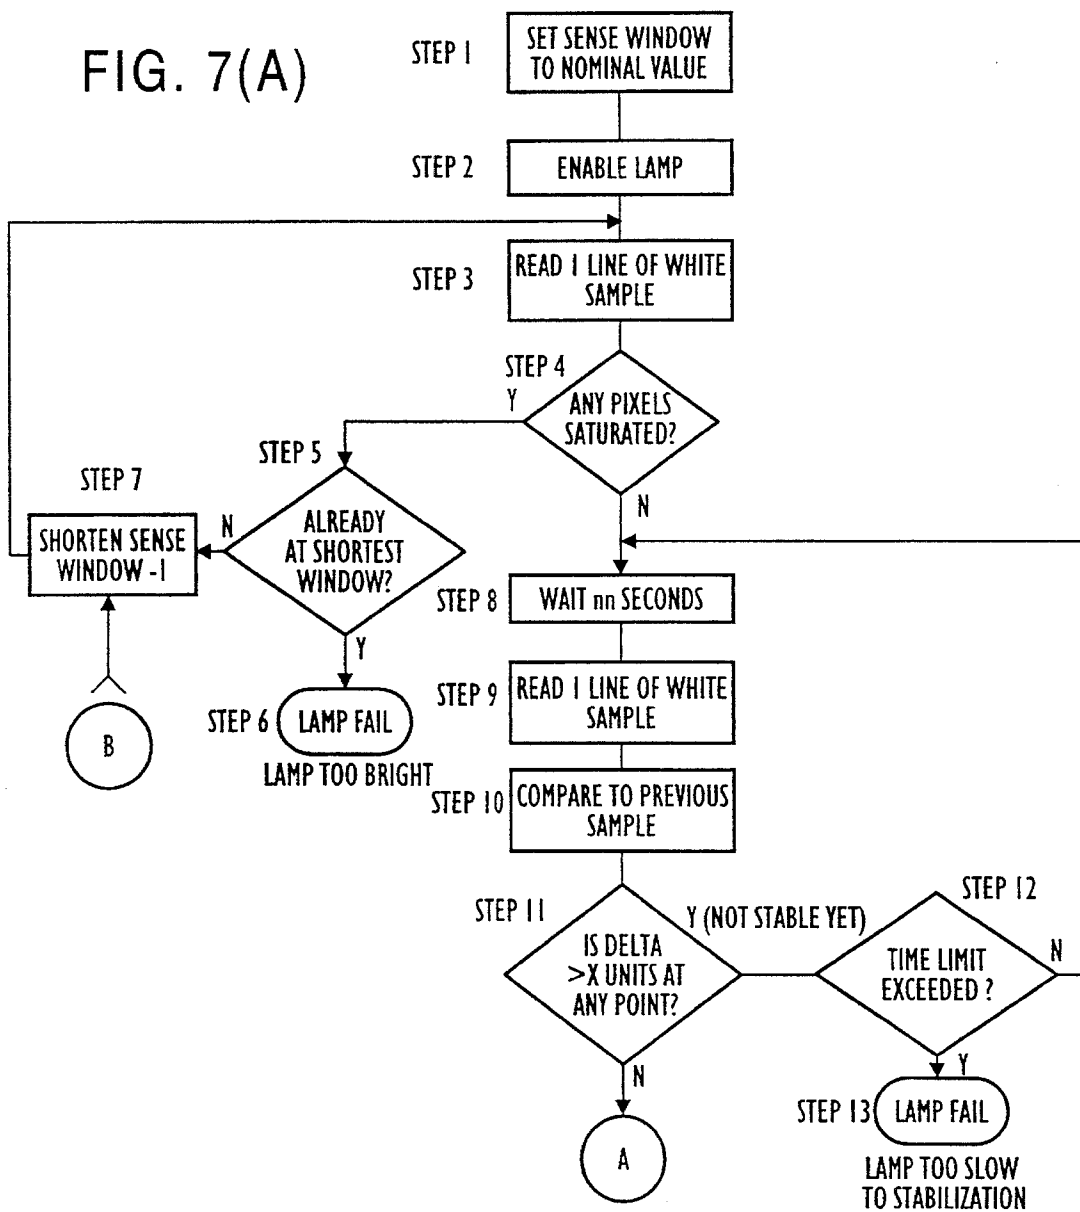 FIG. 7(A)
STEP 1
SET SENSE WINDOW
TO NOMINAL VALUE
STEP 2
ENABLE LAMP
STEP 3
READ 1 LINE OF WHITE
SAMPLE
STEP 4
Y
ANY PIXELS
SATURATED?
N
STEP 5
ALREADY
AT SHORTEST
WINDOW?
N
Y
STEP 7
SHORTEN SENSE
WINDOW -1
B
STEP 6
LAMP FAIL
LAMP TOO BRIGHT
STEP 8
WAIT nn SECONDS
STEP 9
READ 1 LINE OF WHITE
SAMPLE
STEP 10
COMPARE TO PREVIOUS
SAMPLE
STEP 11
IS DELTA
>X UNITS AT
ANY POINT?
Y (NOT STABLE YET)
N
A
STEP 12
TIME LIMIT
EXCEEDED ?
N
Y
STEP 13
LAMP FAIL
LAMP TOO SLOW
TO STABILIZATION